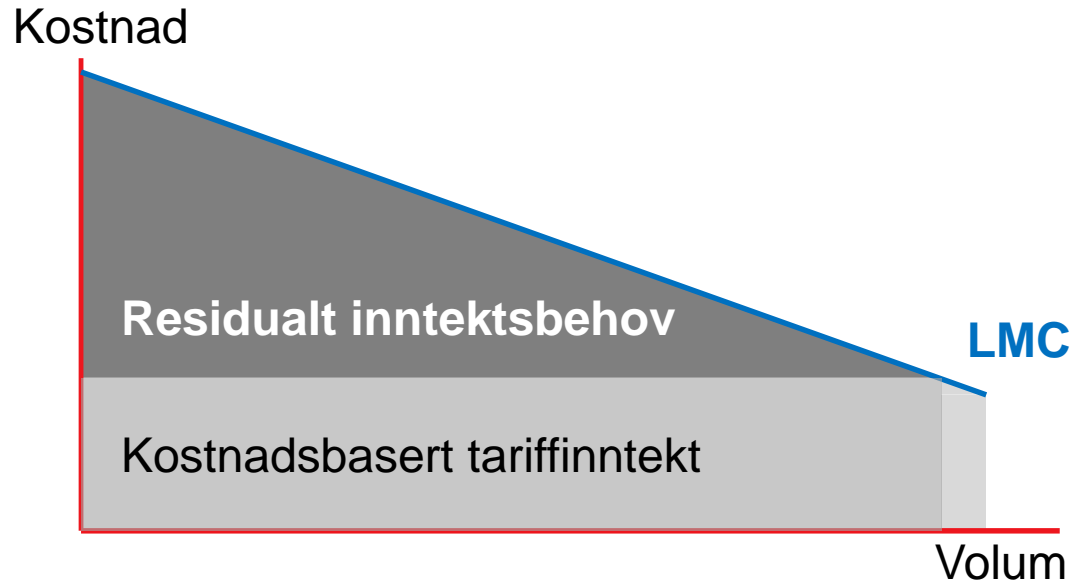 Kostnad
Residualt inntektsbehov
LMC
Kostnadsbasert tariffinntekt
Volum